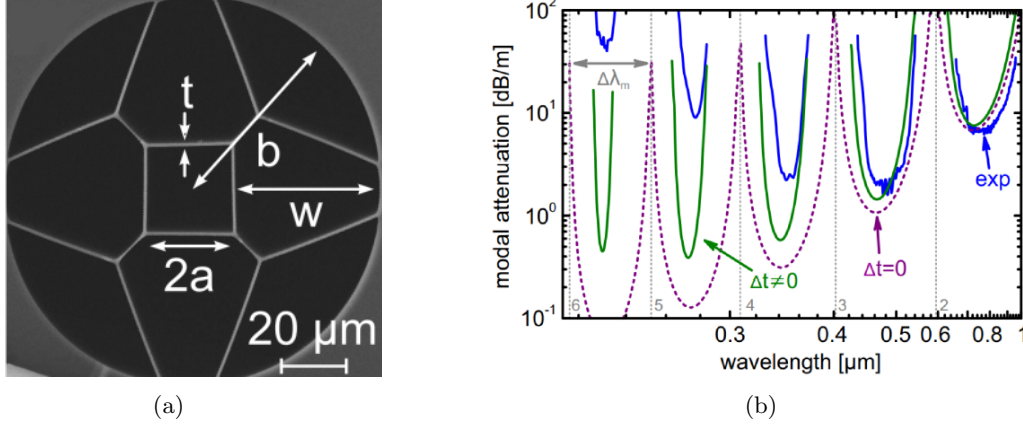 t
b
w
2a
20 μm
(a)
modal attenuation [dB/m]
10²
10¹
10⁰
10⁻¹
Δλₘ
exp
Δt≠0
Δt=0
6
5
4
3
2
0.3
0.4
0.5
0.6
0.8
1
wavelength [μm]
(b)